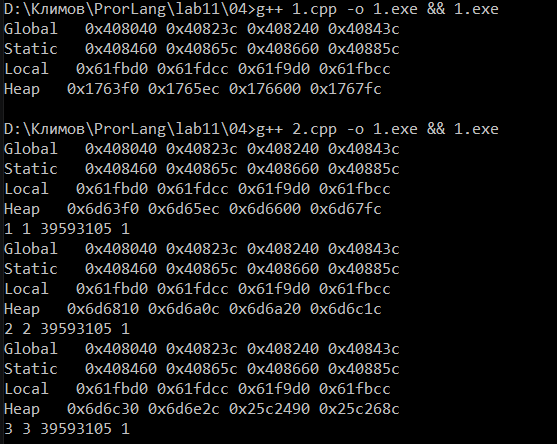 D:\Климов\ProrLang\lab11\04>g++ 1.cpp -o 1.exe && 1.exe
Global   0x408040 0x40823c 0x408240 0x40843c
Static   0x408460 0x40865c 0x408660 0x40885c
Local   0x61fbd0 0x61fdcc 0x61f9d0 0x61fbcc
Heap   0x1763f0 0x1765ec 0x176600 0x1767fc
D:\Климов\ProrLang\lab11\04>g++ 2.cpp -o 1.exe && 1.exe
Global   0x408040 0x40823c 0x408240 0x40843c
Static   0x408460 0x40865c 0x408660 0x40885c
Local   0x61fbd0 0x61fdcc 0x61f9d0 0x61fbcc
Heap   0x6d63f0 0x6d65ec 0x6d6600 0x6d67fc
1 1 39593105 1
Global   0x408040 0x40823c 0x408240 0x40843c
Static   0x408460 0x40865c 0x408660 0x40885c
Local   0x61fbd0 0x61fdcc 0x61f9d0 0x61fbcc
Heap   0x6d6810 0x6d6a0c 0x6d6a20 0x6d6c1c
2 2 39593105 1
Global   0x408040 0x40823c 0x408240 0x40843c
Static   0x408460 0x40865c 0x408660 0x40885c
Local   0x61fbd0 0x61fdcc 0x61f9d0 0x61fbcc
Heap   0x6d6c30 0x6d6e2c 0x25c2490 0x25c268c
3 3 39593105 1